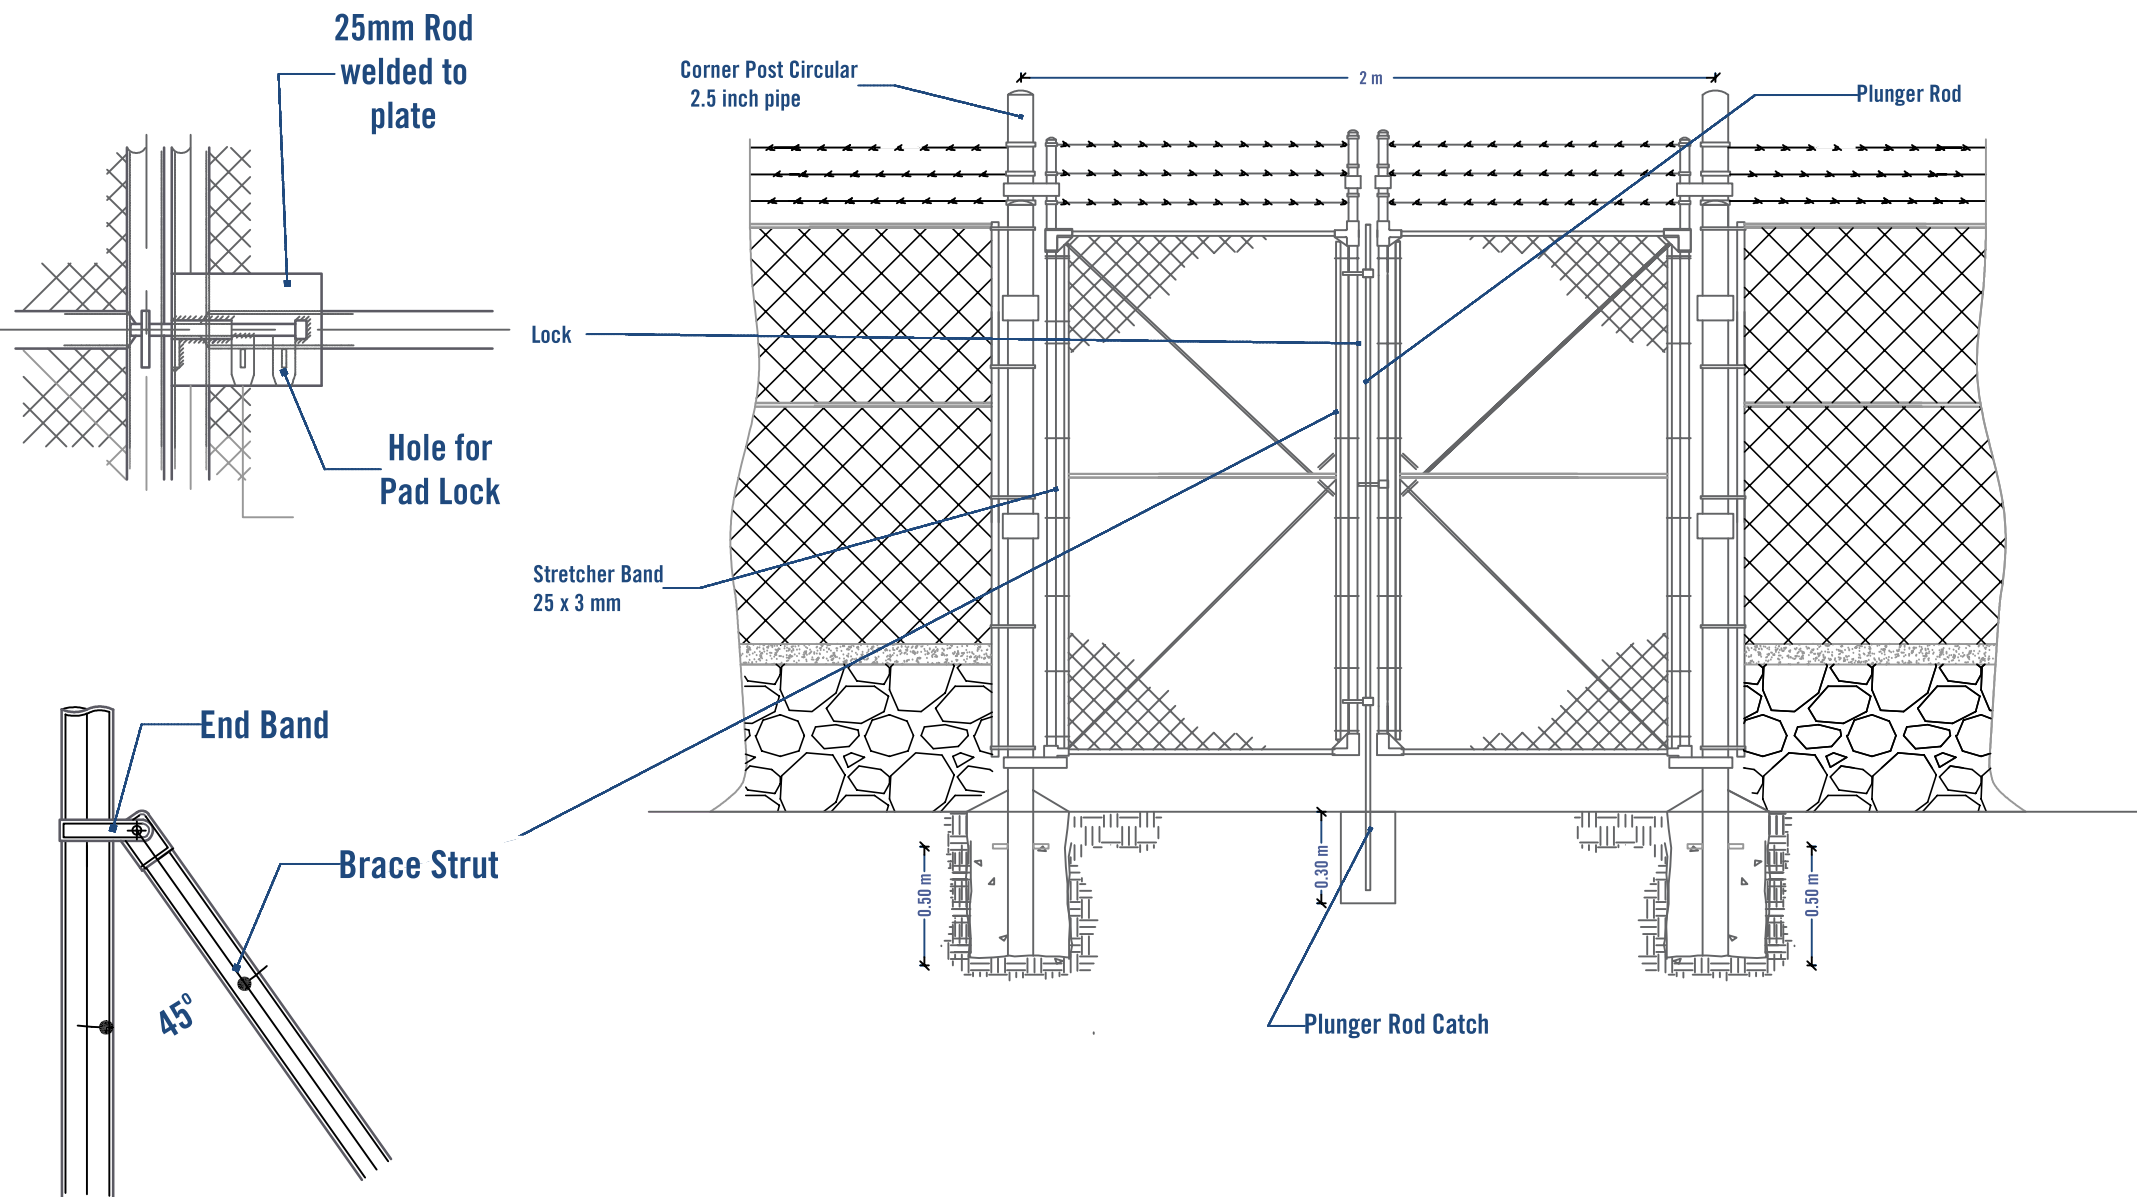 25mm Rod
welded to
plate
Corner Post Circular
2.5 inch pipe
2 m
Plunger Rod
Lock
Hole for
Pad Lock
Stretcher Band
25 x 3 mm
End Band
Brace Strut
45°
0.50 m
0.30 m
0.50 m
Plunger Rod Catch